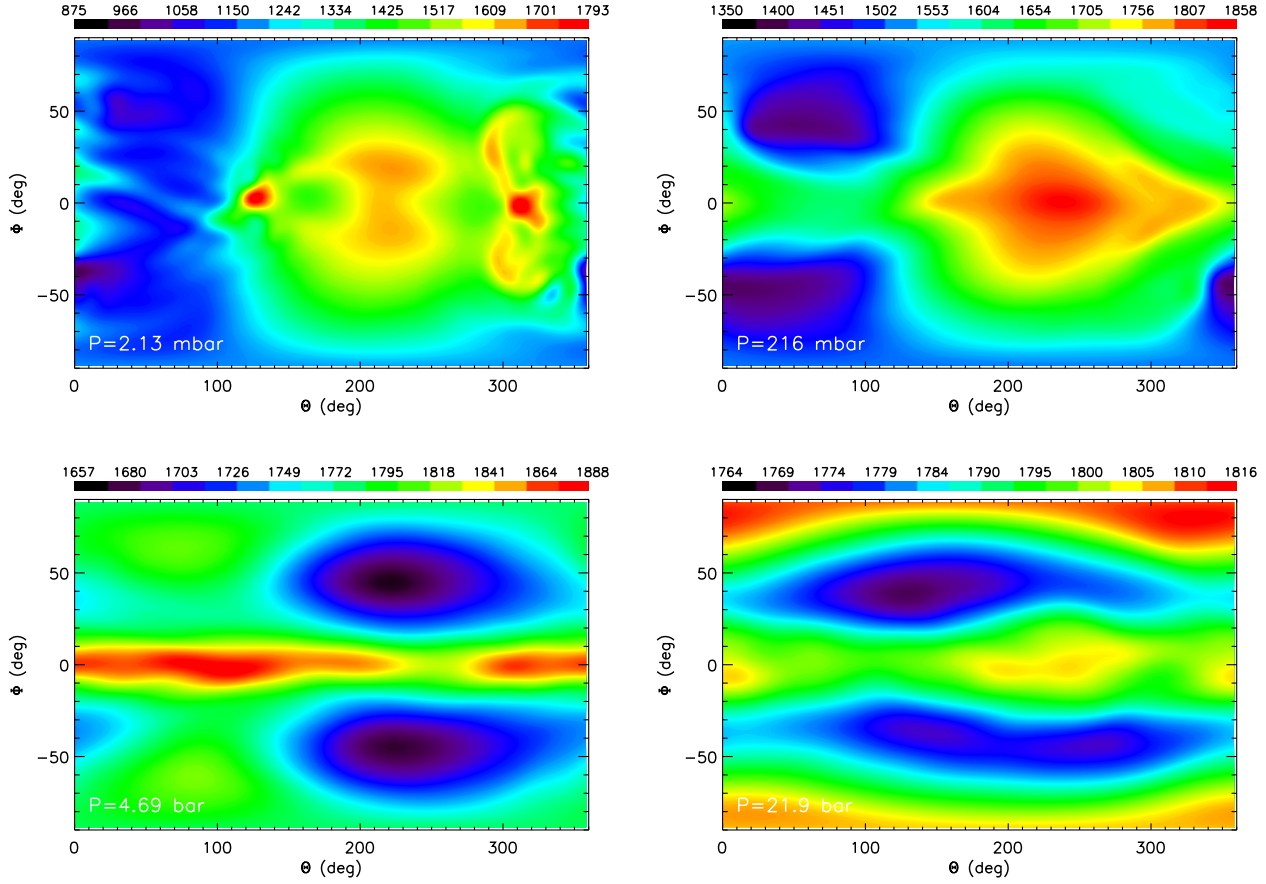 875 966 1058 1150 1242 1334 1425 1517 1609 1701 1793
50
0
−50
Φ (deg)
P=2.13 mbar
0 100 200 300
Θ (deg)
1350 1400 1451 1502 1553 1604 1654 1705 1756 1807 1858
50
0
−50
Φ (deg)
P=216 mbar
0 100 200 300
Θ (deg)
1657 1680 1703 1726 1749 1772 1795 1818 1841 1864 1888
50
0
−50
Φ (deg)
P=4.69 bar
0 100 200 300
Θ (deg)
1764 1769 1774 1779 1784 1790 1795 1800 1805 1810 1816
50
0
−50
Φ (deg)
P=21.9 bar
0 100 200 300
Θ (deg)